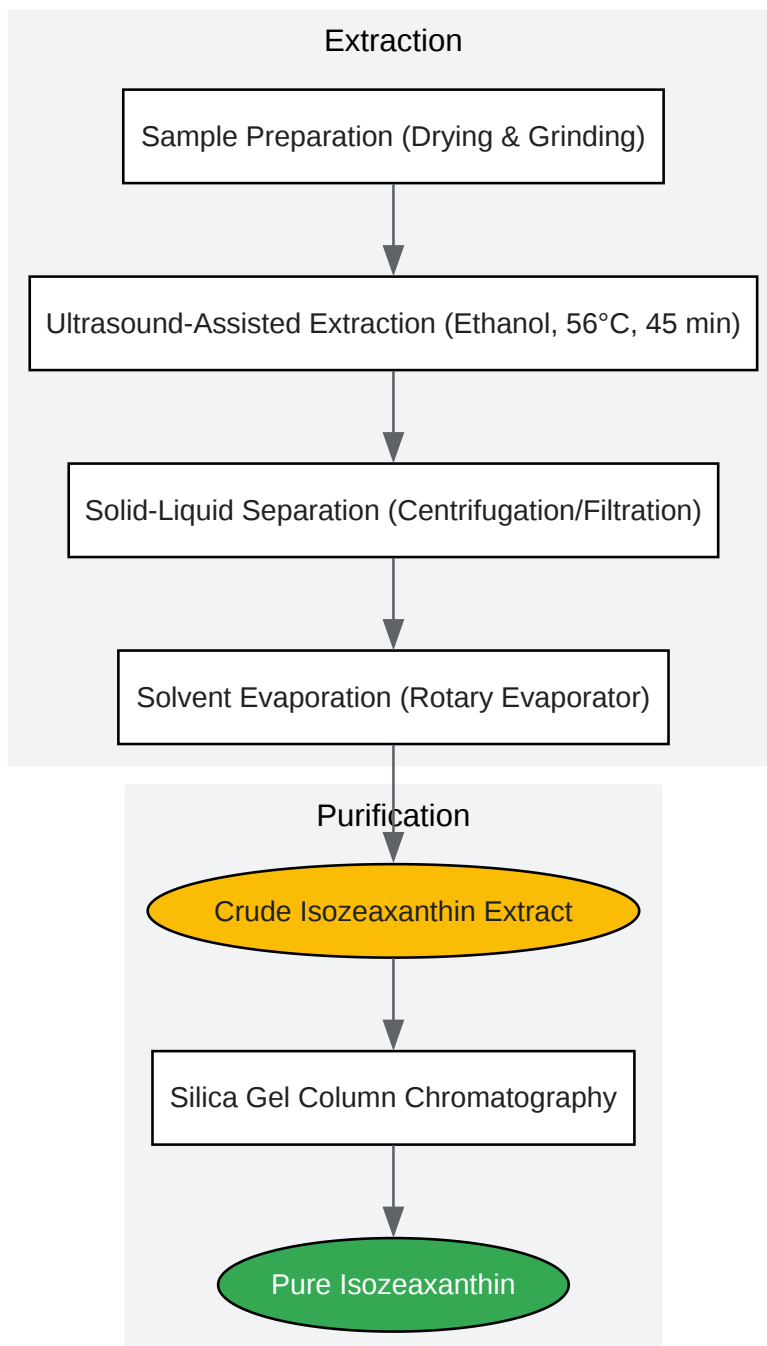 Extraction
Sample Preparation (Drying & Grinding)
Ultrasound-Assisted Extraction (Ethanol, 56°C, 45 min)
Solid-Liquid Separation (Centrifugation/Filtration)
Solvent Evaporation (Rotary Evaporator)
Purification
Crude Isozeaxanthin Extract
Silica Gel Column Chromatography
Pure Isozeaxanthin